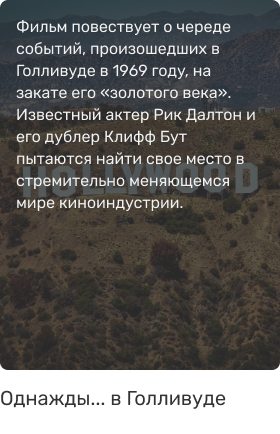 Фильм повествует о череде
событий, произошедших в
Голливуде в 1969 году, на
закате его «золотого века».
Известный актер Рик Далтон и
его дублер Клифф Бут
пытаются найти свое место в
стремительно меняющемся
мире киноиндустрии.
HOLLYWOOD
Однажды... в Голливуде